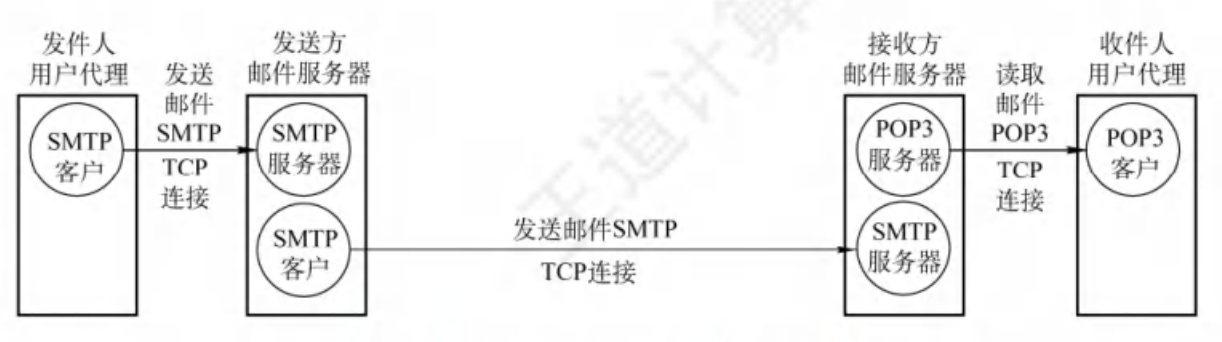 发件人
用户代理
发送
邮件
SMTP
TCP
连接
SMTP
客户
发送方
邮件服务器
SMTP
服务器
SMTP
客户
发送邮件SMTP
TCP连接
接收方
邮件服务器
POP3
服务器
SMTP
服务器
读取
邮件
POP3
TCP
连接
收件人
用户代理
POP3
客户
王道计算